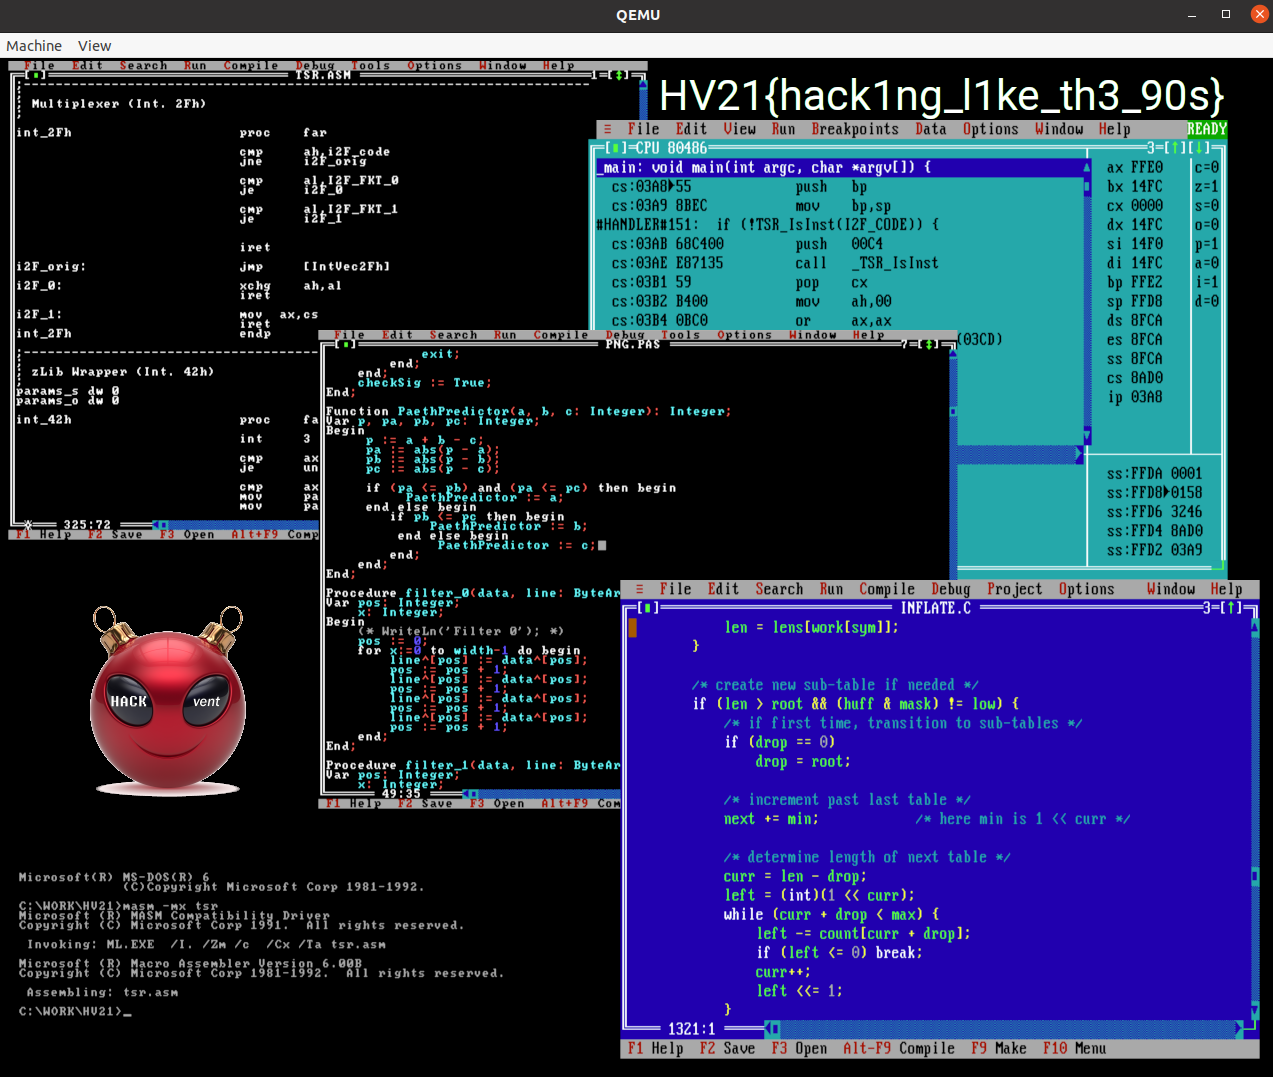 QEMU
Machine View
File Edit Search Run Compile Debug Tools Options Window Help
TSR.ASM 1
;---------------------------------------------------------------
; Multiplexer (Int. 2Fh)
int_2Fh proc far
cmp ah,i2F_code
jne i2F_orig
cmp al,I2F_FKT_0
je i2F_0
cmp al,I2F_FKT_1
je i2F_1
iret
i2F_orig: jmp [IntVec2Fh]
i2F_0: xchg ah,al
iret
i2F_1: mov ax,cs
iret
int_2Fh endp
;---------------------------------------------------------------
; zLib Wrapper (Int. 42h)
params_s dw 0
params_o dw 0
int_42h proc fa
int 3
cmp ax
je un
cmp ax
mov pa
mov pa
325:72
F1 Help F2 Save F3 Open Alt+F9 Comp
HV21{hack1ng_l1ke_th3_90s}
≡ File Edit View Run Breakpoints Data Options Window Help READY
CPU 80486 3
_main: void main(int argc, char *argv[]) {
cs:03A8▶55 push bp
cs:03A9 8BEC mov bp,sp
#HANDLER#151: if (!TSR_IsInst(I2F_CODE)) {
cs:03AB 68C400 push 00C4
cs:03AE E87135 call _TSR_IsInst
cs:03B1 59 pop cx
cs:03B2 B400 mov ah,00
cs:03B4 0BC0 or ax,ax
(03CD)
ax FFE0 c=0
bx 14FC z=1
cx 0000 s=0
dx 14FC o=0
si 14F0 p=1
di 14FC a=0
bp FFE2 i=1
sp FFD8 d=0
ds 8FCA
es 8FCA
ss 8FCA
cs 8AD0
ip 03A8
ss:FFDA 0001
ss:FFD8▶0158
ss:FFD6 3246
ss:FFD4 8AD0
ss:FFD2 03A9
File Edit Search Run Compile Debug Tools Options Window Help
PNG.PAS 7
exit;
end;
end;
checkSig := True;
End;
Function PaethPredictor(a, b, c: Integer): Integer;
Var p, pa, pb, pc: Integer;
Begin
p := a + b - c;
pa := abs(p - a);
pb := abs(p - b);
pc := abs(p - c);
if (pa <= pb) and (pa <= pc) then begin
PaethPredictor := a;
end else begin
if pb <= pc then begin
PaethPredictor := b;
end else begin
PaethPredictor := c;
end;
end;
End;
Procedure filter_0(data, line: ByteAr
Var pos: Integer;
x: Integer;
Begin
(* WriteLn('Filter 0'); *)
pos := 0;
for x:=0 to width-1 do begin
line^[pos] := data^[pos];
pos := pos + 1;
line^[pos] := data^[pos];
pos := pos + 1;
line^[pos] := data^[pos];
pos := pos + 1;
line^[pos] := data^[pos];
pos := pos + 1;
end;
End;
Procedure filter_1(data, line: ByteAr
Var pos: Integer;
x: Integer;
49:35
F1 Help F2 Save F3 Open Alt+F9 Com
≡ File Edit Search Run Compile Debug Project Options Window Help
INFLATE.C 3
len = lens[work[sym]];
}
/* create new sub-table if needed */
if (len > root && (huff & mask) != low) {
/* if first time, transition to sub-tables */
if (drop == 0)
drop = root;
/* increment past last table */
next += min; /* here min is 1 << curr */
/* determine length of next table */
curr = len - drop;
left = (int)(1 << curr);
while (curr + drop < max) {
left -= count[curr + drop];
if (left <= 0) break;
curr++;
left <<= 1;
}
1321:1
F1 Help F2 Save F3 Open Alt-F9 Compile F9 Make F10 Menu
HACK vent
Microsoft(R) MS-DOS(R) 6
(C)Copyright Microsoft Corp 1981-1992.
C:\WORK\HV21>masm -mx tsr
Microsoft (R) MASM Compatibility Driver
Copyright (C) Microsoft Corp 1991. All rights reserved.
Invoking: ML.EXE /I. /Zm /c /Cx /Ta tsr.asm
Microsoft (R) Macro Assembler Version 6.00B
Copyright (C) Microsoft Corp 1981-1992. All rights reserved.
Assembling: tsr.asm
C:\WORK\HV21>_